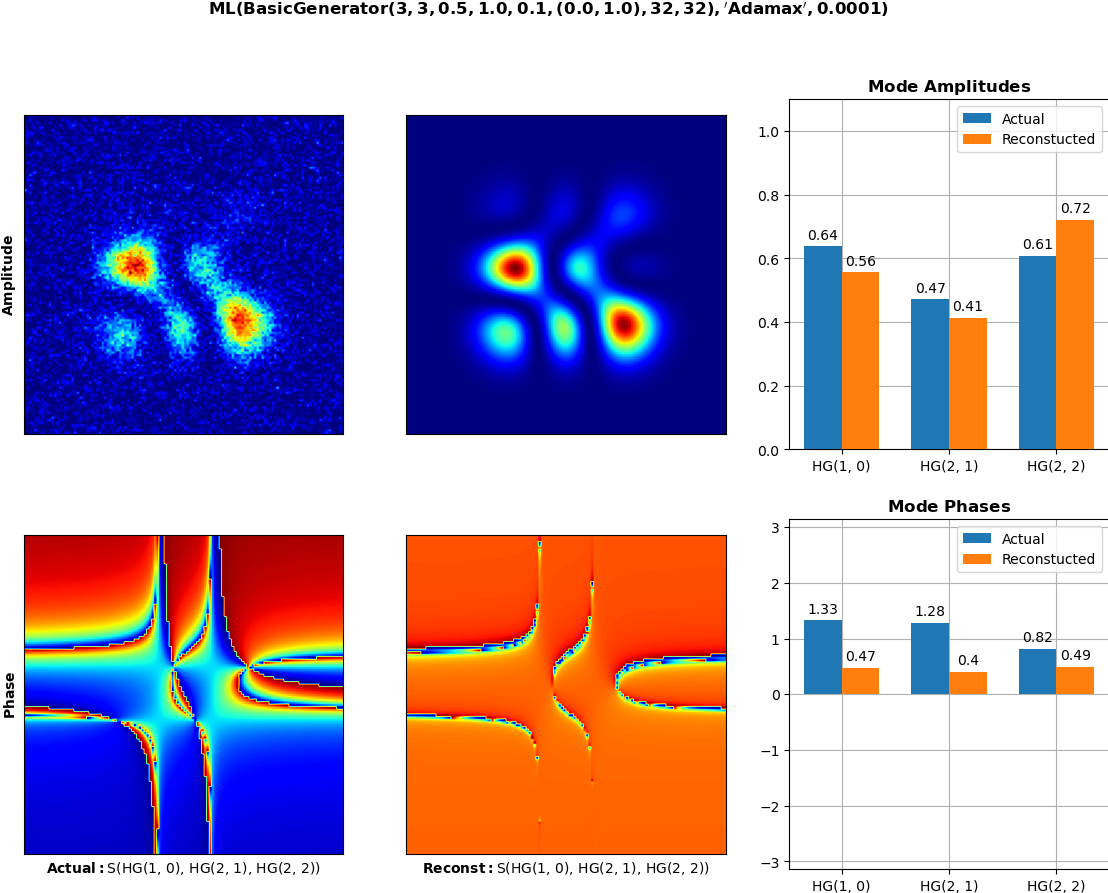 ML(BasicGenerator(3, 3, 0.5, 1.0, 0.1, (0.0, 1.0), 32, 32), ′Adamax′, 0.0001)
Mode Amplitudes
Amplitude
Actual
Reconstucted
1.0
0.8
0.6
0.4
0.2
0.0
0.64
0.56
0.47
0.41
0.61
0.72
HG(1, 0)
HG(2, 1)
HG(2, 2)
Mode Phases
Phase
Actual
Reconstucted
3
2
1
0
−1
−2
−3
1.33
0.47
1.28
0.4
0.82
0.49
HG(1, 0)
HG(2, 1)
HG(2, 2)
Actual: S(HG(1, 0), HG(2, 1), HG(2, 2))
Reconst: S(HG(1, 0), HG(2, 1), HG(2, 2))